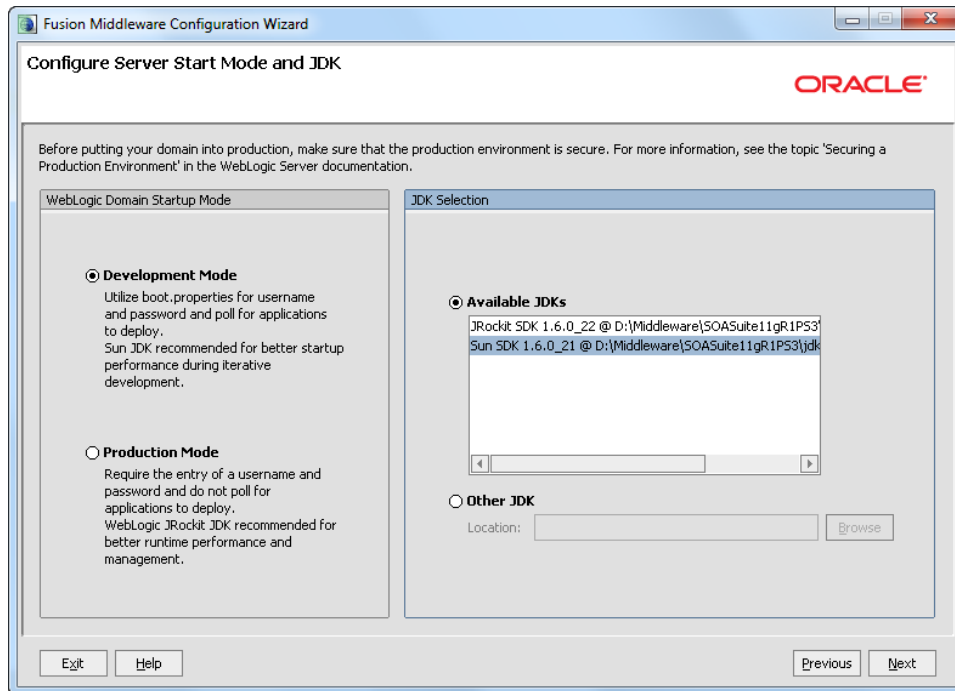 Fusion Middleware Configuration Wizard
Configure Server Start Mode and JDK
ORACLE
Before putting your domain into production, make sure that the production environment is secure. For more information, see the topic 'Securing a
Production Environment' in the WebLogic Server documentation.
WebLogic Domain Startup Mode
Development Mode
Utilize boot.properties for username
and password and poll for applications
to deploy.
Sun JDK recommended for better startup
performance during iterative
development.
Production Mode
Require the entry of a username and
password and do not poll for
applications to deploy.
WebLogic JRockit JDK recommended for
better runtime performance and
management.
JDK Selection
Available JDKs
JRockit SDK 1.6.0_22 @ D:\Middleware\SOASuite11gR1PS3\
Sun SDK 1.6.0_21 @ D:\Middleware\SOASuite11gR1PS3\jdk
Other JDK
Location:
Browse
Exit
Help
Previous
Next